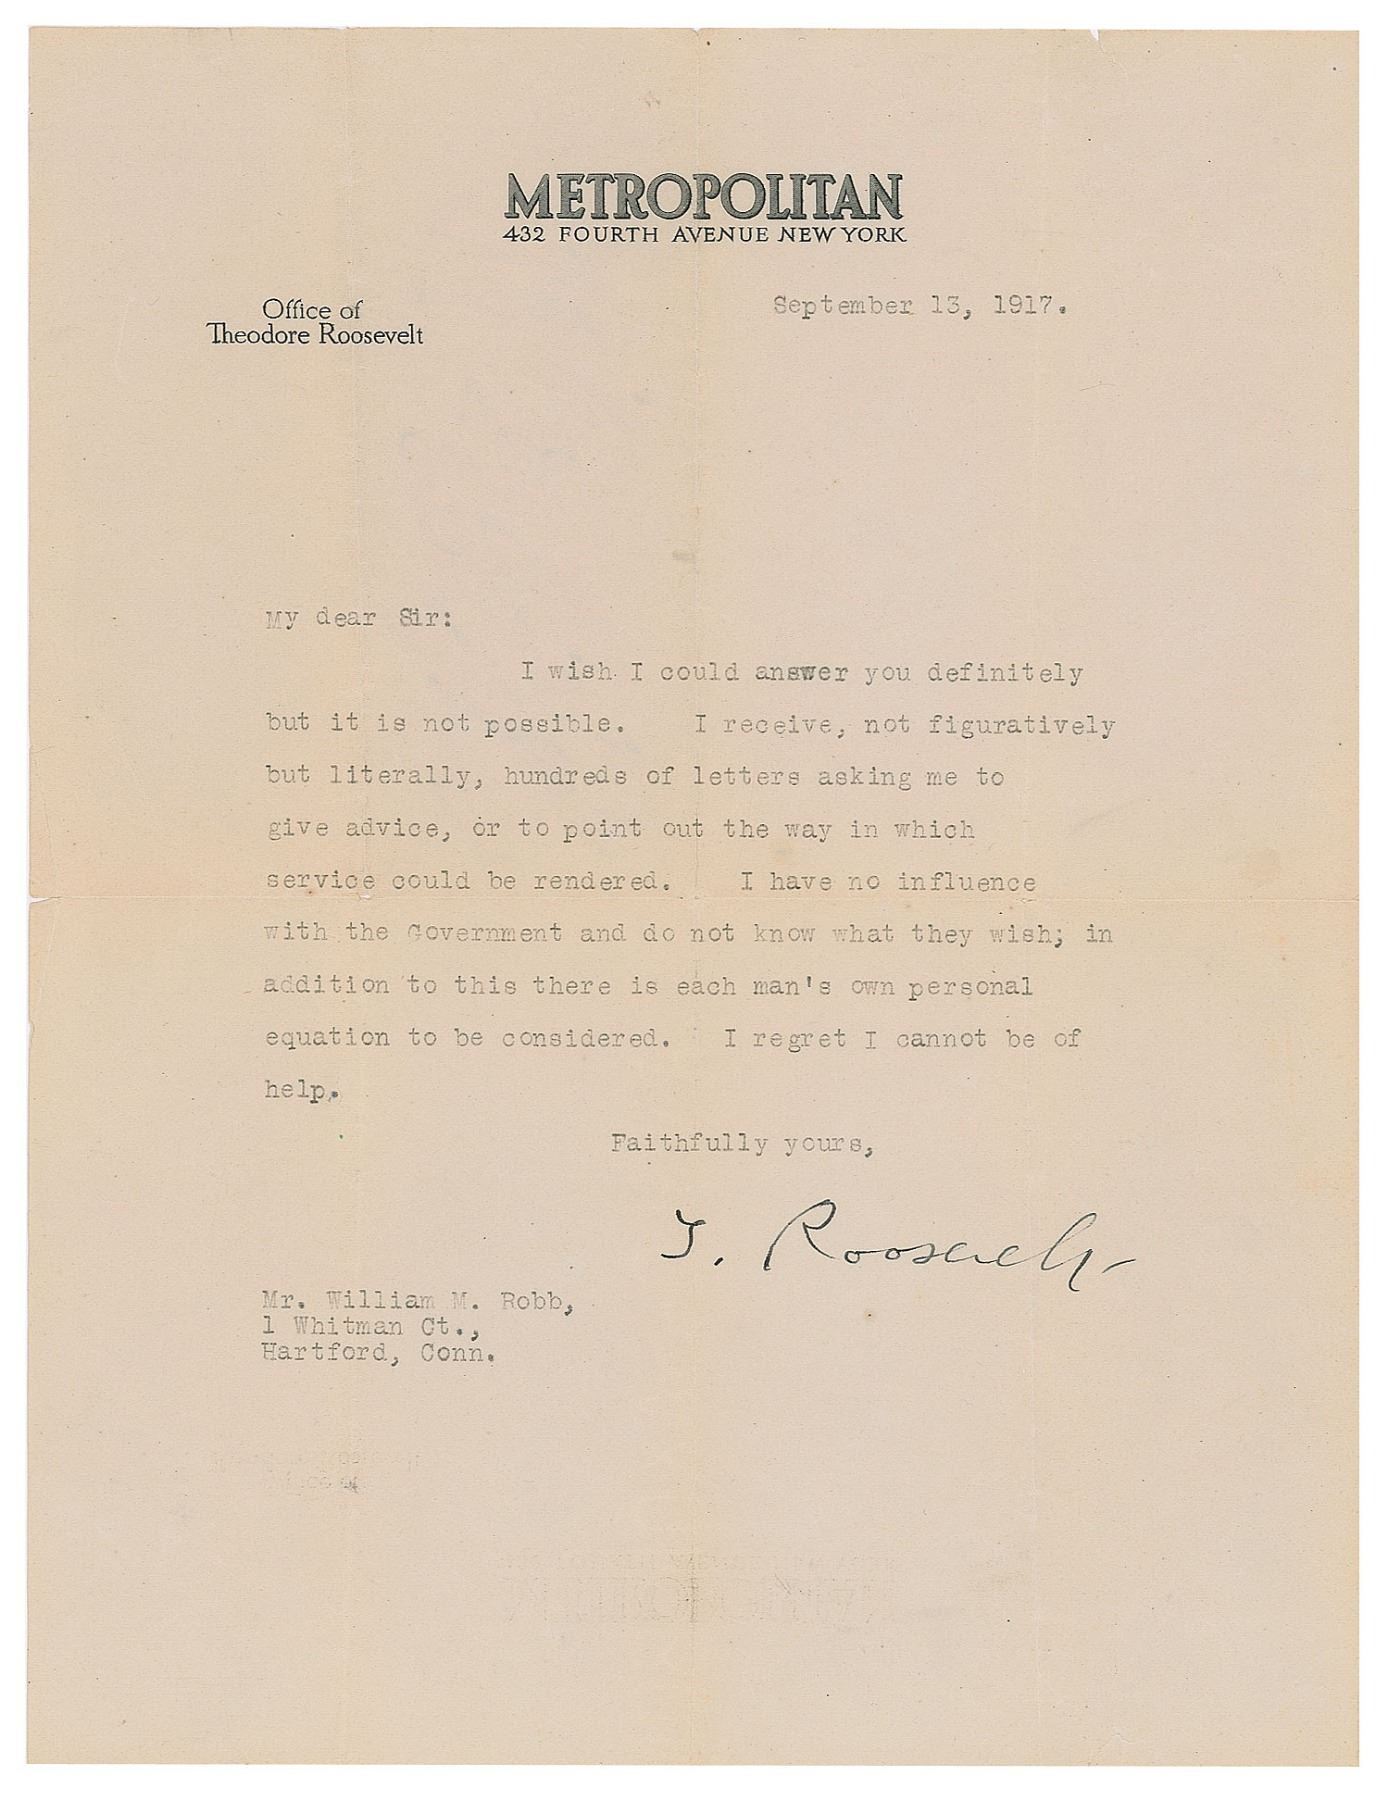 METROPOLITAN
432 FOURTH AVENUE NEW YORK
Office of
Theodore Roosevelt
September 13, 1917.
My dear Sir:
I wish I could answer you definitely
but it is not possible. I receive, not figuratively
but literally, hundreds of letters asking me to
give advice, or to point out the way in which
service could be rendered. I have no influence
with the Government and do not know what they wish; in
addition to this there is each man's own personal
equation to be considered. I regret I cannot be of
help.
Faithfully yours,
T. Roosevelt
Mr. William M. Robb,
1 Whitman Ct.,
Hartford, Conn.